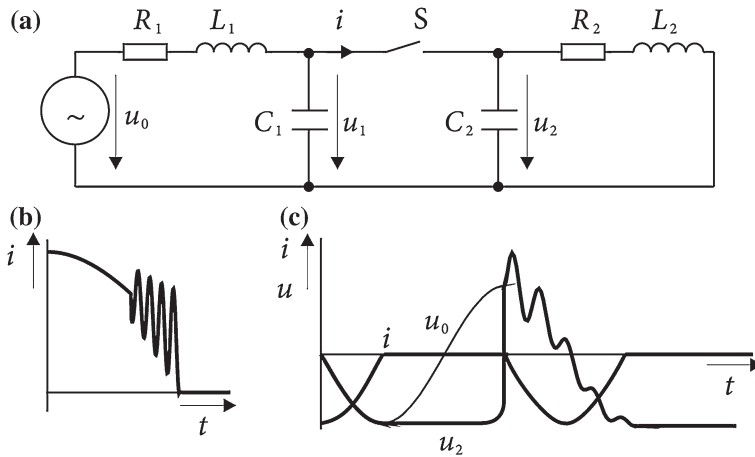 (a)
R₁ L₁ i S R₂ L₂
~ u₀ C₁ u₁ C₂ u₂
(b) (c)
i
t
i
u
u₀
i
t
u₂